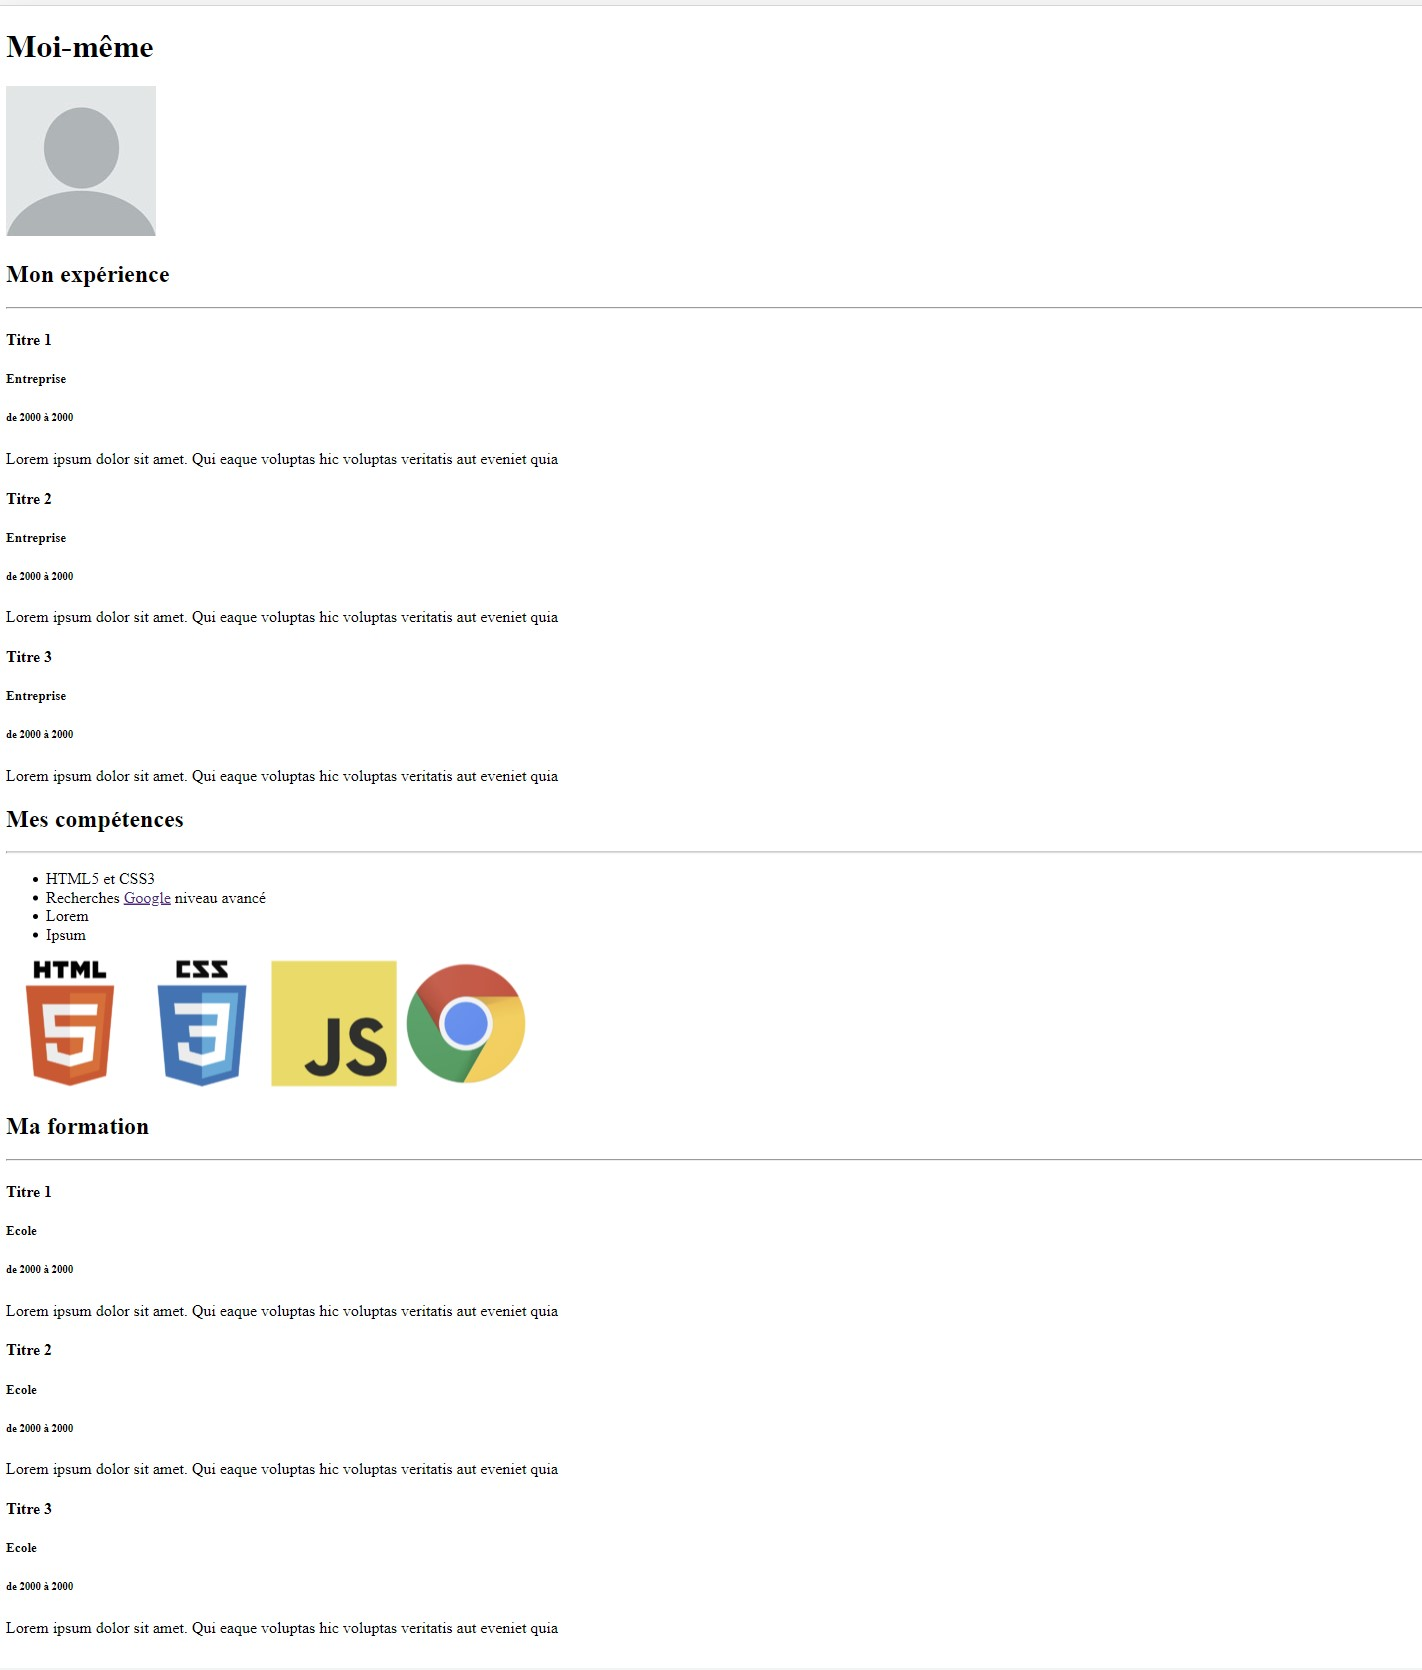 Moi-même
Mon expérience
Titre 1
Entreprise
de 2000 à 2000
Lorem ipsum dolor sit amet. Qui eaque voluptas hic voluptas veritatis aut eveniet quia
Titre 2
Entreprise
de 2000 à 2000
Lorem ipsum dolor sit amet. Qui eaque voluptas hic voluptas veritatis aut eveniet quia
Titre 3
Entreprise
de 2000 à 2000
Lorem ipsum dolor sit amet. Qui eaque voluptas hic voluptas veritatis aut eveniet quia
Mes compétences
HTML5 et CSS3
Recherches Google niveau avancé
Lorem
Ipsum
HTML CSS
5 3 JS
Ma formation
Titre 1
Ecole
de 2000 à 2000
Lorem ipsum dolor sit amet. Qui eaque voluptas hic voluptas veritatis aut eveniet quia
Titre 2
Ecole
de 2000 à 2000
Lorem ipsum dolor sit amet. Qui eaque voluptas hic voluptas veritatis aut eveniet quia
Titre 3
Ecole
de 2000 à 2000
Lorem ipsum dolor sit amet. Qui eaque voluptas hic voluptas veritatis aut eveniet quia